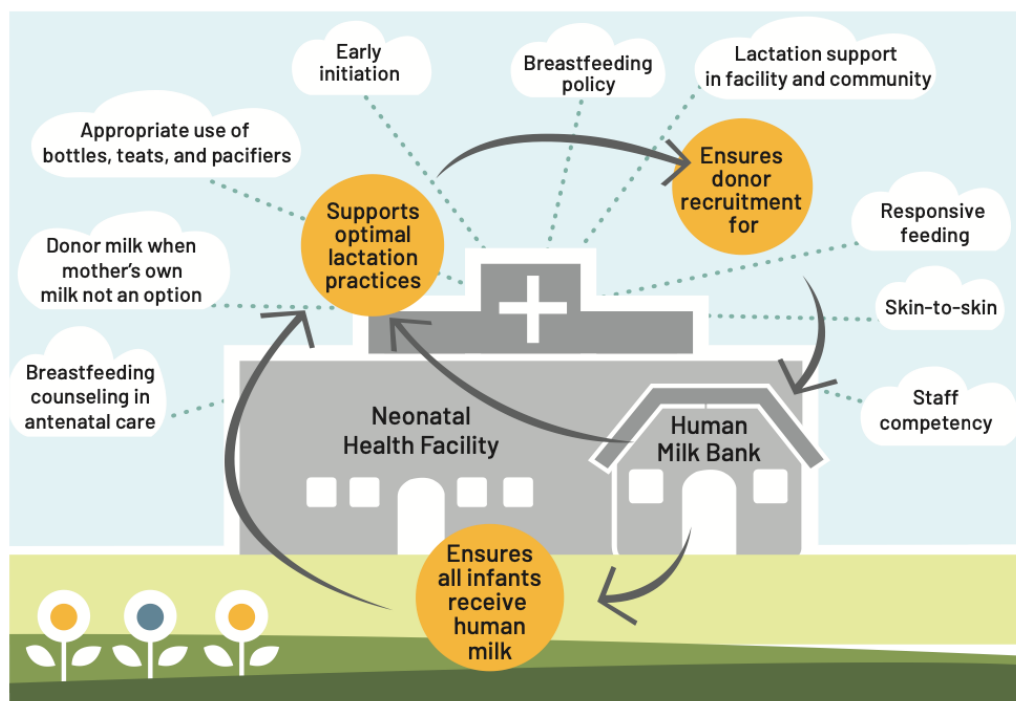 Early
initiation
Breastfeeding
policy
Lactation support
in facility and community
Appropriate use of
bottles, teats, and pacifiers
Supports
optimal
lactation
practices
Ensures
donor
recruitment
for
Responsive
feeding
Donor milk when
mother's own
milk not an option
Skin-to-skin
Breastfeeding
counseling in
antenatal care
Staff
competency
Neonatal
Health Facility
Human
Milk Bank
Ensures
all infants
receive
human
milk